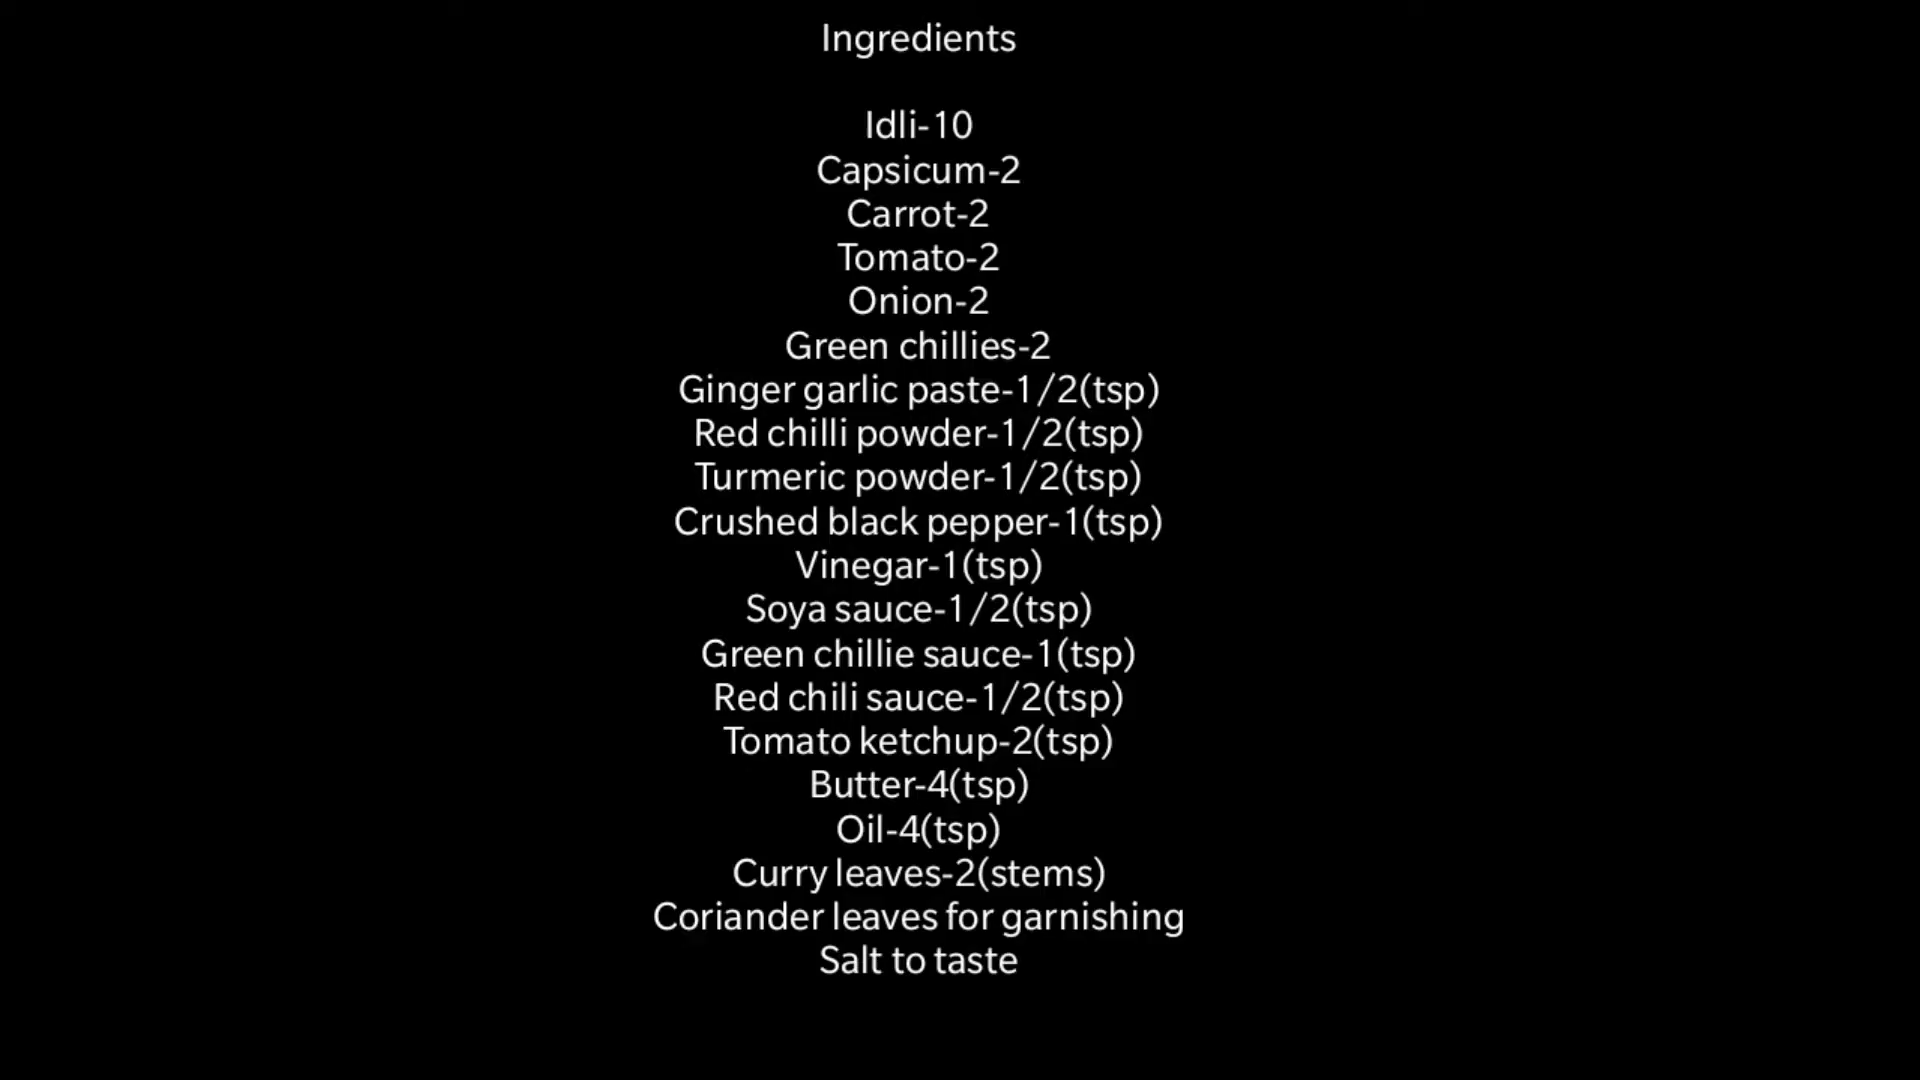 Ingredients
Idli-10
Capsicum-2
Carrot-2
Tomato-2
Onion-2
Green chillies-2
Ginger garlic paste-1/2(tsp)
Red chilli powder-1/2(tsp)
Turmeric powder-1/2(tsp)
Crushed black pepper-1(tsp)
Vinegar-1(tsp)
Soya sauce-1/2(tsp)
Green chillie sauce-1(tsp)
Red chili sauce-1/2(tsp)
Tomato ketchup-2(tsp)
Butter-4(tsp)
Oil-4(tsp)
Curry leaves-2(stems)
Coriander leaves for garnishing
Salt to taste